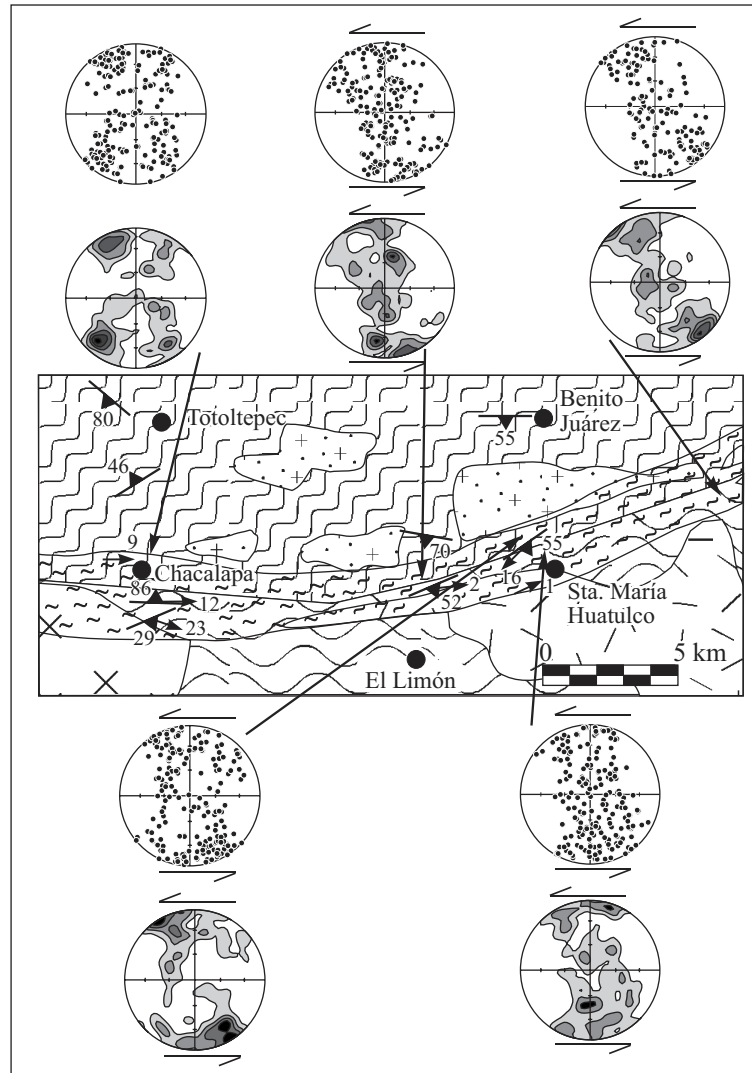 80
Totoltepec
Benito
Juárez
55
46
9
70
55
Chacalapa
86
16
2
52
1
Sta. María
Huatulco
12
23
29
0
5 km
El Limón